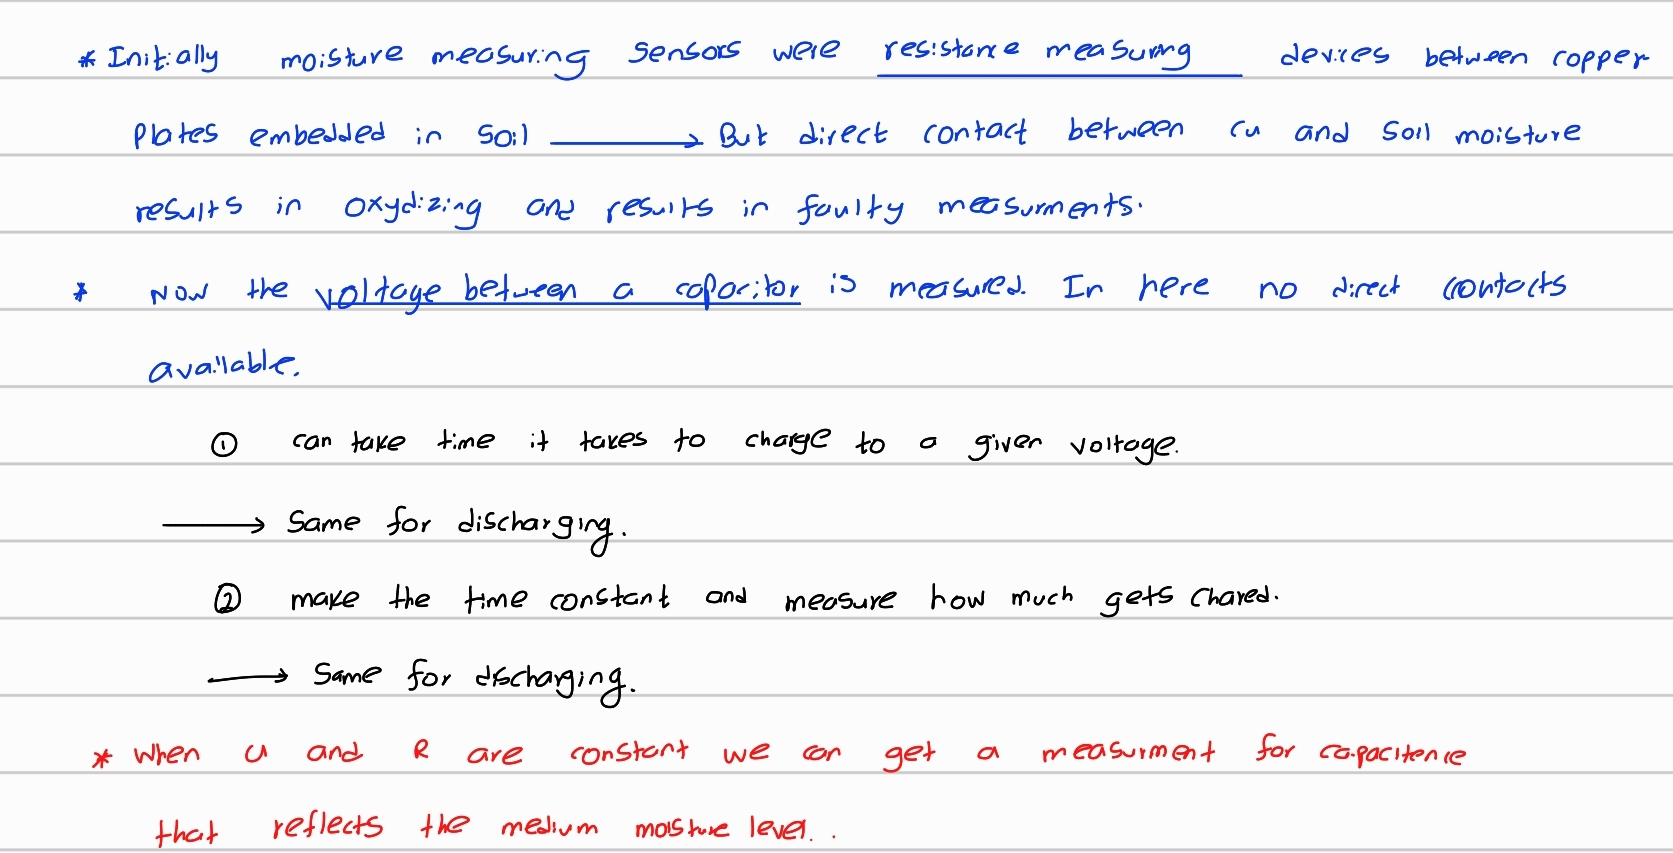 * Initially moisture measuring sensors were resistance measuring devices between copper
Plates embedded in soil → But direct contact between cu and soil moisture
results in oxydizing and results in faulty measurments.
* Now the voltage between a capacitor is measured. In here no direct contacts
available.
① can take time it takes to charge to a given voltage.
→ Same for discharging.
② make the time constant and measure how much gets chared.
→ Same for discharging.
* When u and R are constant we can get a measurment for capacitence
that reflects the medium moisture level..